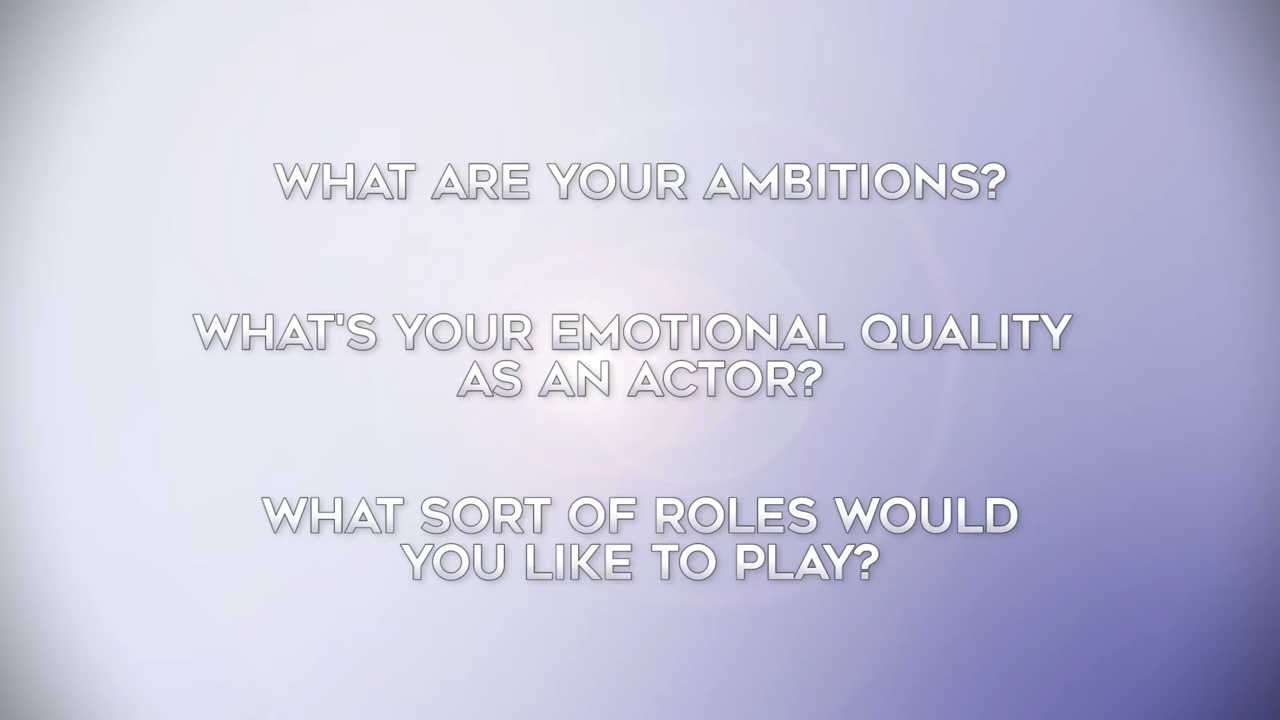 WHAT ARE YOUR AMBITIONS?
WHAT'S YOUR EMOTIONAL QUALITY
AS AN ACTOR?
WHAT SORT OF ROLES WOULD
YOU LIKE TO PLAY?